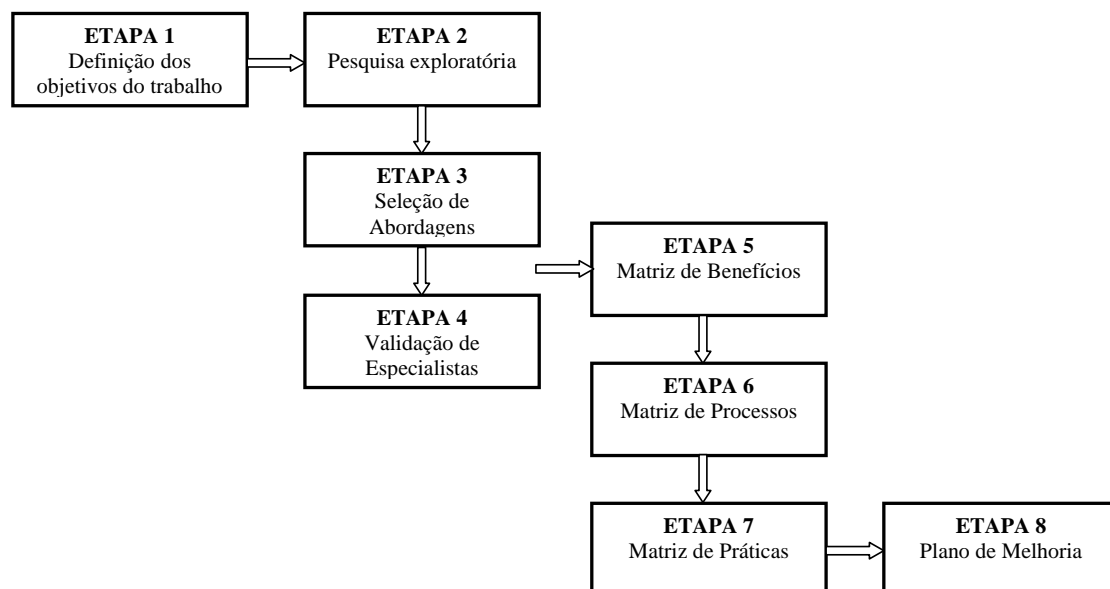 ETAPA 1
Definição dos
objetivos do trabalho
ETAPA 2
Pesquisa exploratória
ETAPA 3
Seleção de
Abordagens
ETAPA 4
Validação de
Especialistas
ETAPA 5
Matriz de Benefícios
ETAPA 6
Matriz de Processos
ETAPA 7
Matriz de Práticas
ETAPA 8
Plano de Melhoria